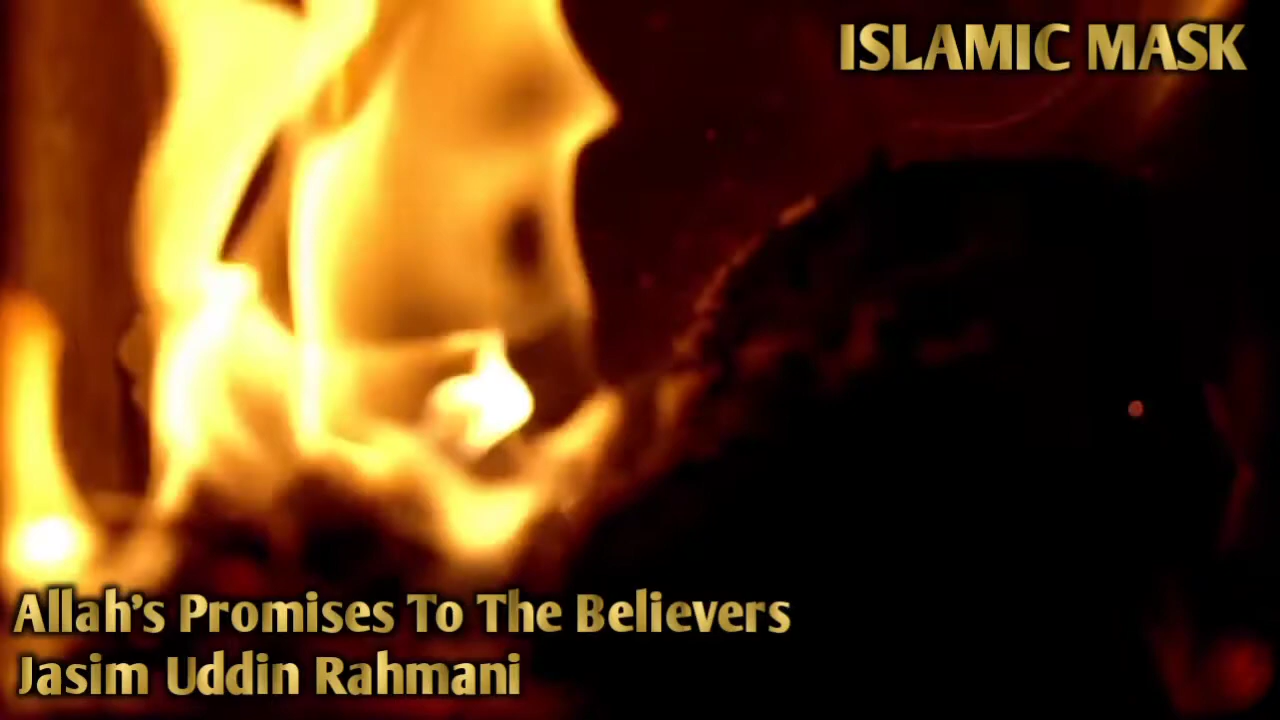 ISLAMIC MASK
Allah's Promises To The Believers
Jasim Uddin Rahmani